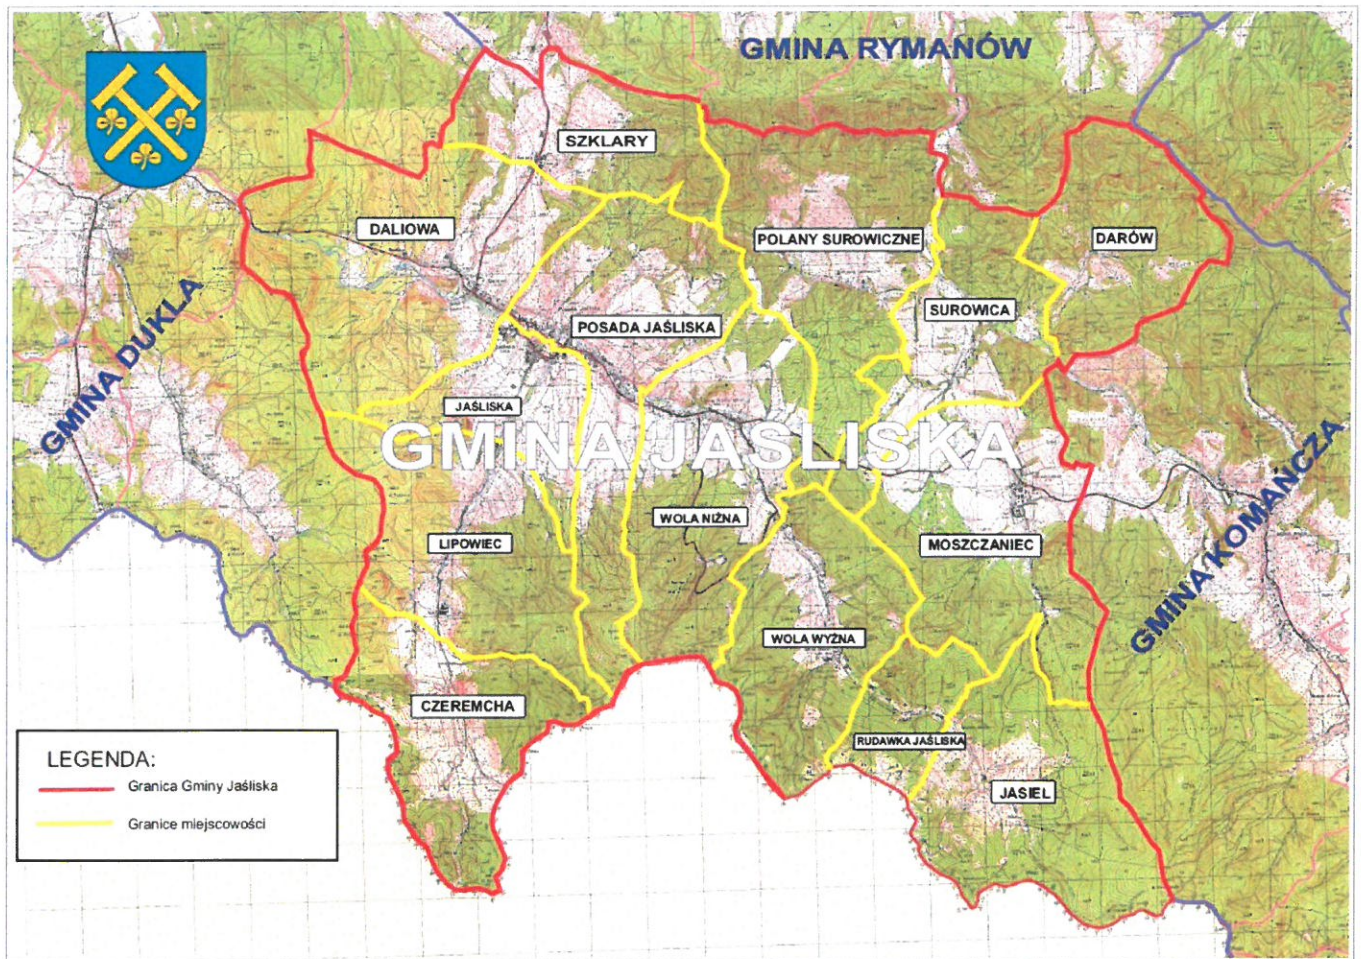 GMINA RYMANÓW
SZKLARY
DALIOWA
POLANY SUROWICZNE
DARÓW
SUROWICA
POSADA JAŚLISKA
GMINA DUKLA
JAŚLISKA
GMINA JAŚLISKA
WOLA NIŻNA
LIPOWIEC
MOSZCZANIEC
GMINA KOMAŃCZA
WOLA WYŻNA
CZEREMCHA
RUDAWKA JAŚLISKA
JASIEL
LEGENDA:
Granica Gminy Jaśliska
Granice miejscowości